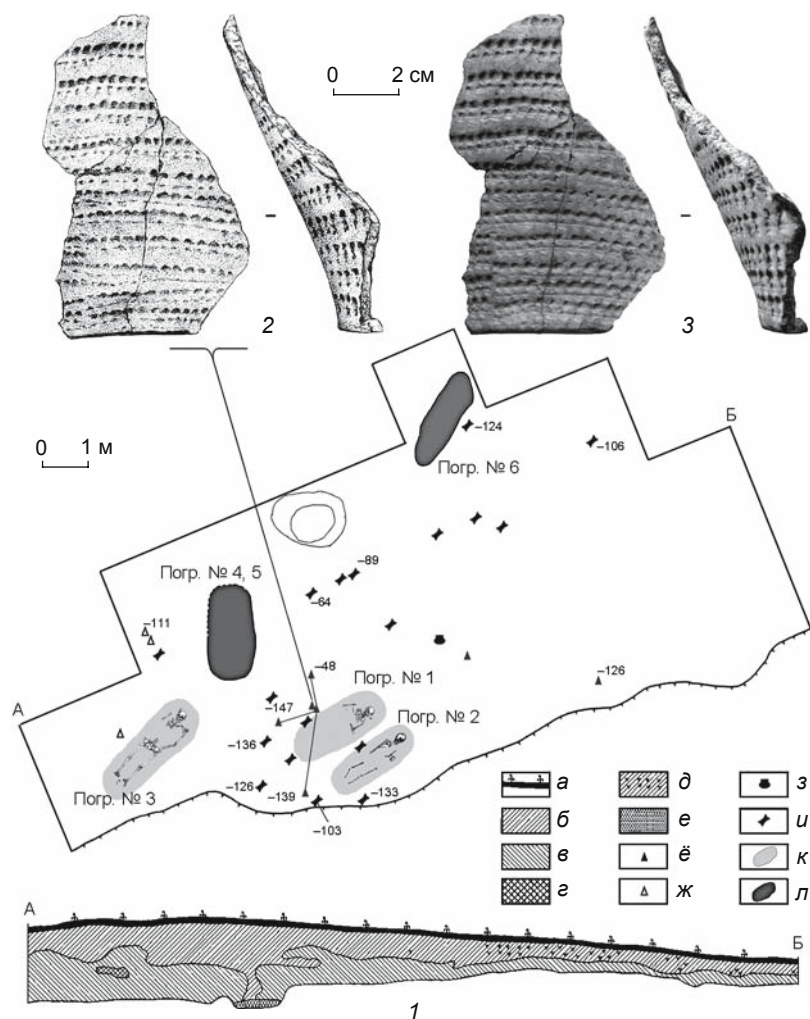 0 2 см
2
3
0 1 м
Б
–124
–106
Погр. № 6
–89
Погр. № 4, 5
–64
–111
–48
–126
Погр. № 1
А
–147
Погр. № 2
–136
–126
–139
–133
Погр. № 3
–103
а
д
з
б
е
и
в
ё
к
г
ж
л
А
Б
1